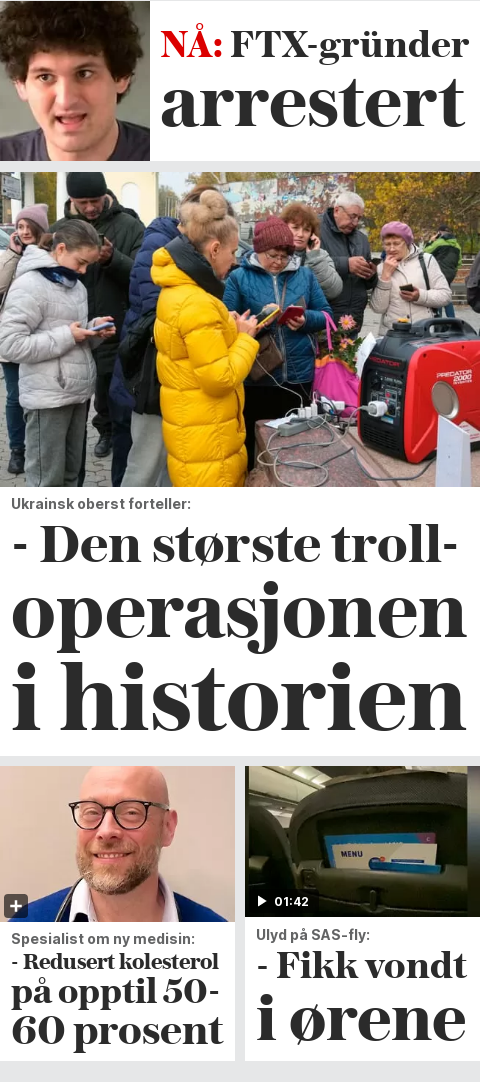 NÅ: FTX-gründer
arrestert
PREDATOR
PREDATOR
2000
Ukrainsk oberst forteller:
- Den største troll-
operasjonen
i historien
MENU
01:42
Spesialist om ny medisin:
- Redusert kolesterol
på opptil 50-
60 prosent
Ulyd på SAS-fly:
- Fikk vondt
i ørene